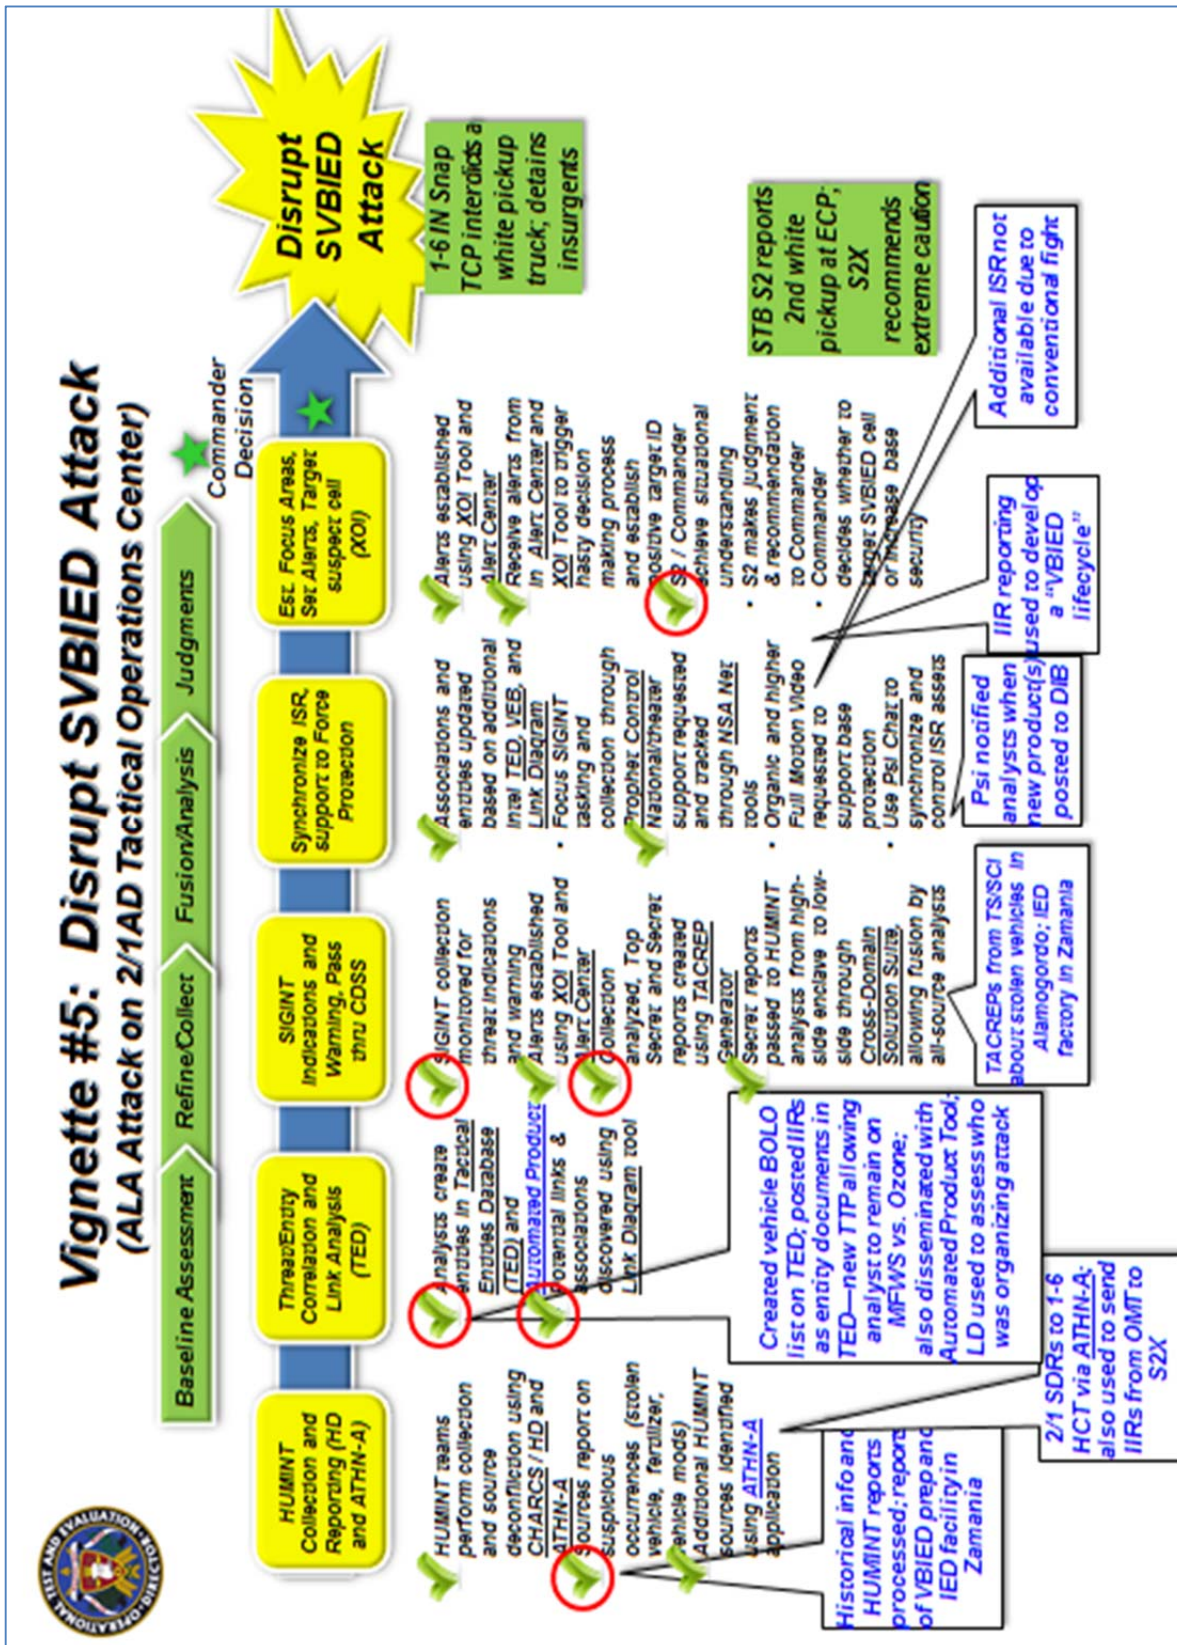 Vignette #5: Disrupt SVBIED Attack
(ALA Attack on 2/1AD Tactical Operations Center)
Baseline Assessment
Refine/Collect
Fusion/Analysis
Judgments
Commander
Decision
HUMINT
Collection and
Reporting (HD
and ATHN-A)
Threat/Entity
Correlation and
Link Analysis
(TED)
SIGINT
Indications and
Warning, Pass
thru CDSS
Synchronize ISR,
support to Force
Protection
Est. Focus Areas,
Set Alerts, Target
suspect cell
(XOI)
Disrupt
SVBIED
Attack
HUMINT teams
perform collection
and source
deconfliction using
CHARCS / HD and
ATHN-A
Sources report on
suspicious
occurrences (stolen
vehicle, fertilizer,
vehicle mods)
Additional HUMINT
sources identified
using ATHN-A
application
Analysts create
entities in Tactical
Entities Database
(TED) and
Automated Product
Potential links &
associations
discovered using
Link Diagram tool
SIGINT collection
monitored for
threat indications
and warning
Alerts established
using XOI Tool and
Alert Center
Collection
analyzed, Top
Secret and Secret
reports created
using TACREP
Generator
Secret reports
passed to HUMINT
analysts from high-
side enclave to low-
side through
Cross-Domain
Solution Suite,
allowing fusion by
all-source analysts
Associations and
entities updated
based on additional
Intel TED, VEB, and
Link Diagram
• Focus SIGINT
tasking and
collection through
Prophet Control
National/theater
support requested
and tracked
through NSA Net
tools
• Organic and higher
Full Motion Video
requested to
support base
protection
• Use Psi Chat to
synchronize and
control ISR assets
Alerts established
using XOI Tool and
Alert Center
Receive alerts from
in Alert Center and
XOI Tool to trigger
hasty decision
making process
and establish
positive target ID
S2 / Commander
achieve situational
understanding
• S2 makes judgment
& recommendation
to Commander
• Commander
decides whether to
target SVBIED cell
or increase base
security
1-6 IN Snap
TCP interdicts a
white pickup
truck; detains
insurgents
STB S2 reports
2nd white
pickup at ECP;
S2X
recommends
extreme caution
Historical info and
HUMINT reports
processed; report
of VBIED prep and
IED facility in
Zamania
2/1 SDRs to 1-6
HCT via ATHN-A;
also used to send
IIRs from OMT to
S2X
Created vehicle BOLO
list on TED; posted IIRs
as entity documents in
TED—new TTP allowing
analyst to remain on
MFWS vs. Ozone;
also disseminated with
Automated Product Tool;
LD used to assess who
was organizing attack
TACREPs from TS/SCI
about stolen vehicles in
Alamogordo; IED
factory in Zamania
Psi notified
analysts when
new product(s)
posted to DIB
IIR reporting
used to develop
a "VBIED
lifecycle"
Additional ISR not
available due to
conventional fight
OPERATIONAL TEST AND EVALUATION